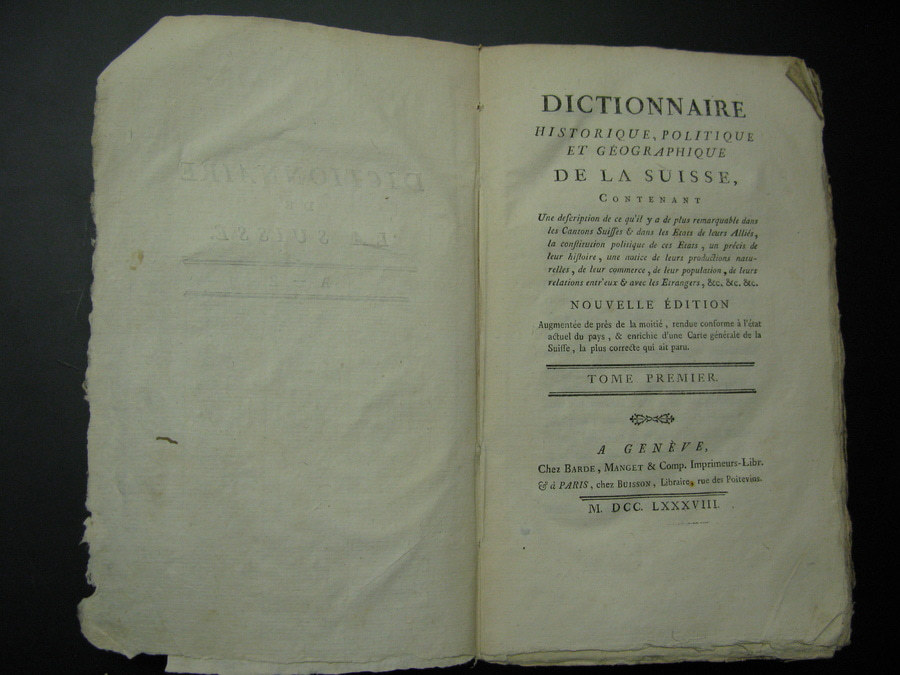 DICTIONNAIRE
HISTORIQUE, POLITIQUE
ET GÉOGRAPHIQUE
DE LA SUISSE,
CONTENANT
Une deſcription de ce qu'il y a de plus remarquable dans
les Cantons Suiſſes & dans les Etats de leurs Alliés,
la conſtitution politique de ces Etats, un précis de
leur hiſtoire, une notice de leurs productions natu-
relles, de leur commerce, de leur population, de leurs
relations entr'eux & avec les Etrangers, &c. &c. &c.
NOUVELLE ÉDITION
Augmentée de près de la moitié, rendue conforme à l'état
actuel du pays, & enrichie d'une Carte générale de la
Suiſſe, la plus correcte qui ait paru.
TOME PREMIER.
A GENÈVE,
Chez BARDE, MANGET & Comp. Imprimeurs-Libr.
& à PARIS, chez BUISSON, Libraire, rue des Poitevins.
M. DCC. LXXXVIII.